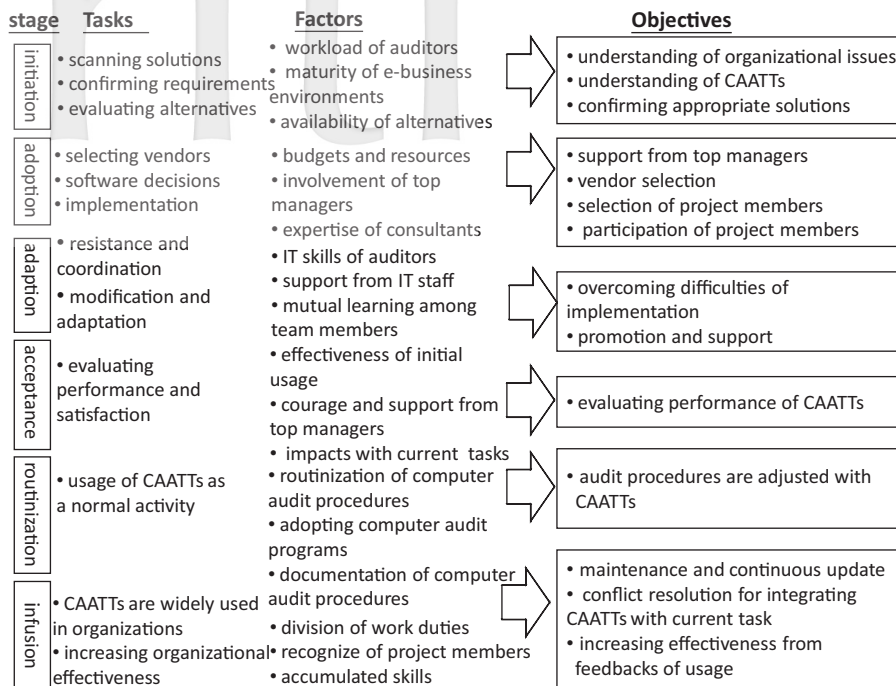 stage Tasks Factors Objectives
initiation
• scanning solutions
• confirming requirements
• evaluating alternatives
• workload of auditors
• maturity of e-business
environments
• availability of alternatives
• understanding of organizational issues
• understanding of CAATTs
• confirming appropriate solutions
adoption
• selecting vendors
• software decisions
• implementation
• budgets and resources
• involvement of top
managers
• expertise of consultants
• support from top managers
• vendor selection
• selection of project members
• participation of project members
adaption
• resistance and
coordination
• modification and
adaptation
• IT skills of auditors
• support from IT staff
• mutual learning among
team members
• overcoming difficulties of
implementation
• promotion and support
acceptance
• evaluating
performance and
satisfaction
• effectiveness of initial
usage
• courage and support from
top managers
• impacts with current tasks
• evaluating performance of CAATTs
routinization
• usage of CAATTs as
a normal activity
• routinization of computer
audit procedures
• adopting computer audit
programs
• documentation of computer
audit procedures
• audit procedures are adjusted with
CAATTs
infusion
• CAATTs are widely used
in organizations
• increasing organizational
effectiveness
• division of work duties
• recognize of project members
• accumulated skills
• maintenance and continuous update
• conflict resolution for integrating
CAATTs with current task
• increasing effectiveness from
feedbacks of usage